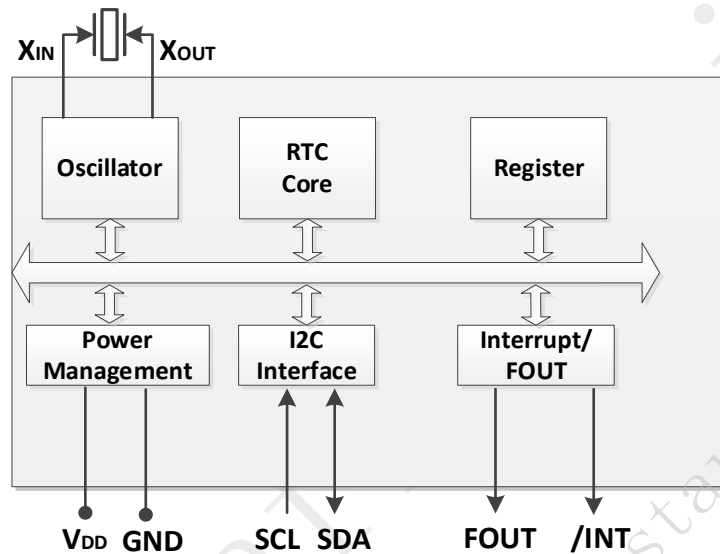 XIN XOUT
Oscillator
RTC
Core
Register
Power
Management
I2C
Interface
Interrupt/
FOUT
VDD GND SCL SDA FOUT /INT